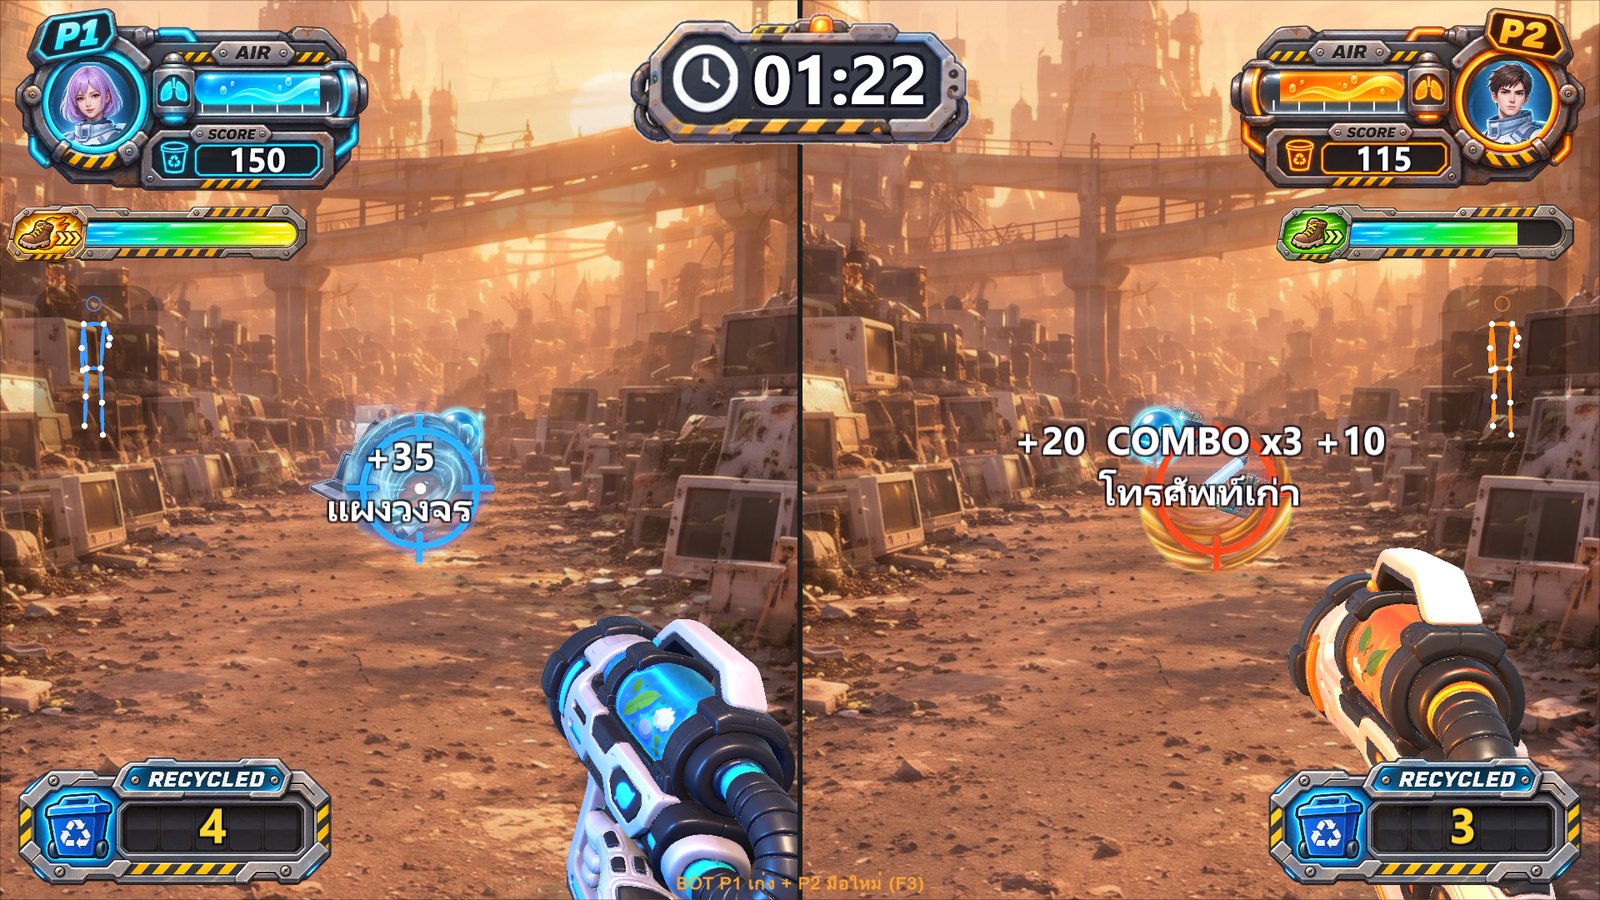 P1
AIR
SCORE
150
01:22
P2
AIR
SCORE
115
+35
แผงวงจร
+20 COMBO x3 +10
โทรศัพท์เก่า
RECYCLED
4
RECYCLED
3
BOT P1 เก่ง + P2 มือใหม่ (F3)